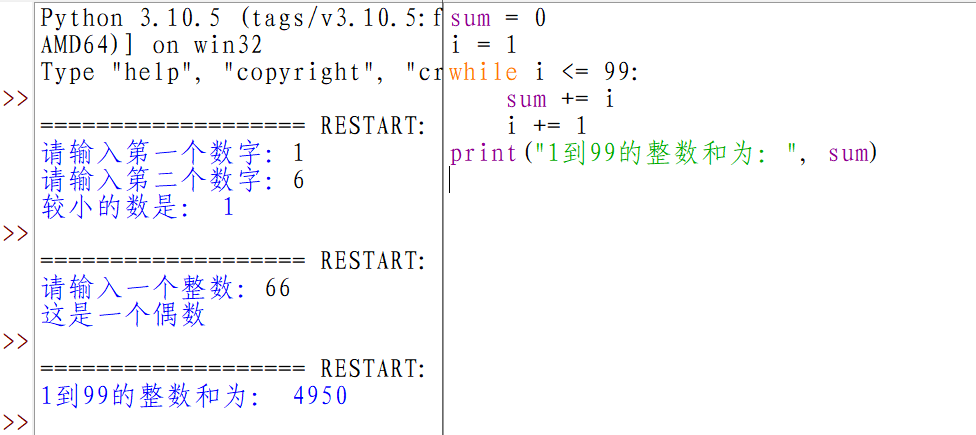 Python 3.10.5 (tags/v3.10.5:f
AMD64)] on win32
Type "help", "copyright", "cr
>>
=================== RESTART:
请输入第一个数字: 1
请输入第二个数字: 6
较小的数是: 1
>>
=================== RESTART:
请输入一个整数: 66
这是一个偶数
>>
=================== RESTART:
1到99的整数和为: 4950
>>
sum = 0
i = 1
while i <= 99:
    sum += i
    i += 1
print("1到99的整数和为: ", sum)